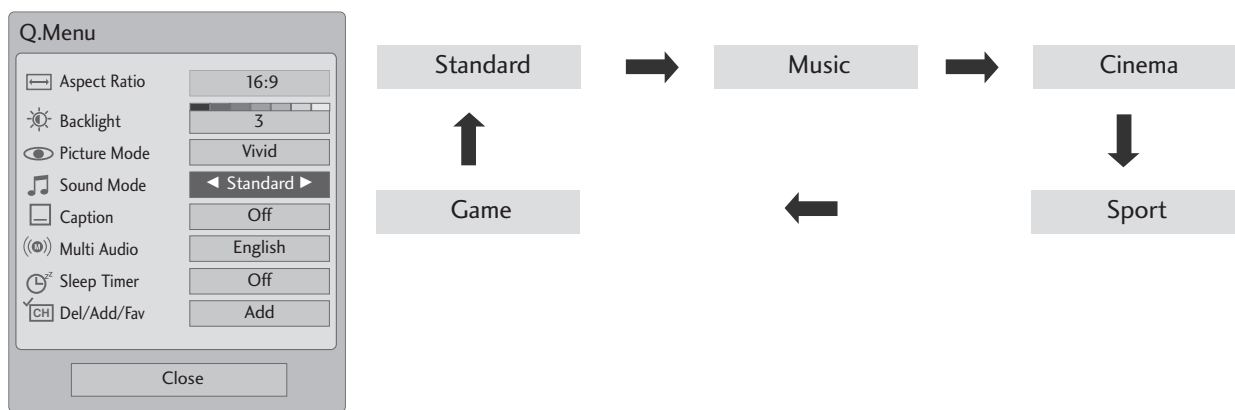 Q.Menu
Aspect Ratio 16:9
Backlight 3
Picture Mode Vivid
Sound Mode ◄ Standard ►
Caption Off
Multi Audio English
Sleep Timer Off
CH Del/Add/Fav Add
Close
Standard Music Cinema
Game Sport